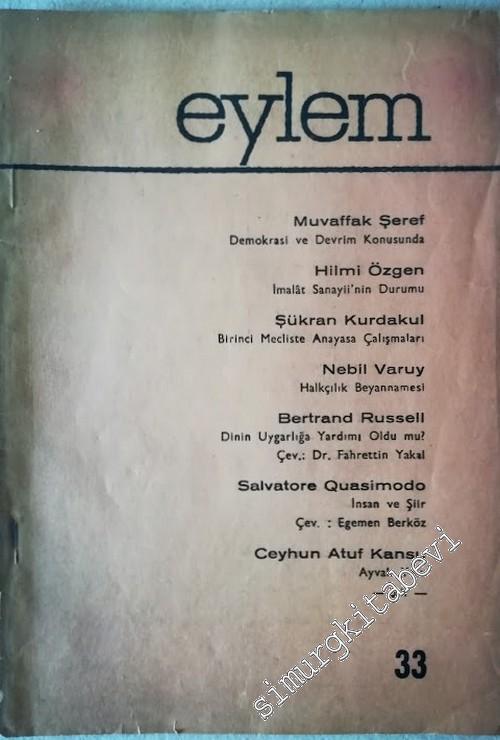 eylem
Muvaffak Şeref
Demokrasi ve Devrim Konusunda
Hilmi Özgen
İmalât Sanayii'nin Durumu
Şükran Kurdakul
Birinci Mecliste Anayasa Çalışmaları
Nebil Varuy
Halkçılık Beyannamesi
Bertrand Russell
Dinin Uygarlığa Yardımı Oldu mu?
Çev.: Dr. Fahrettin Yakal
Salvatore Quasimodo
İnsan ve Şiir
Çev. : Egemen Berköz
Ceyhun Atuf Kansu
33
simurgkitabevi